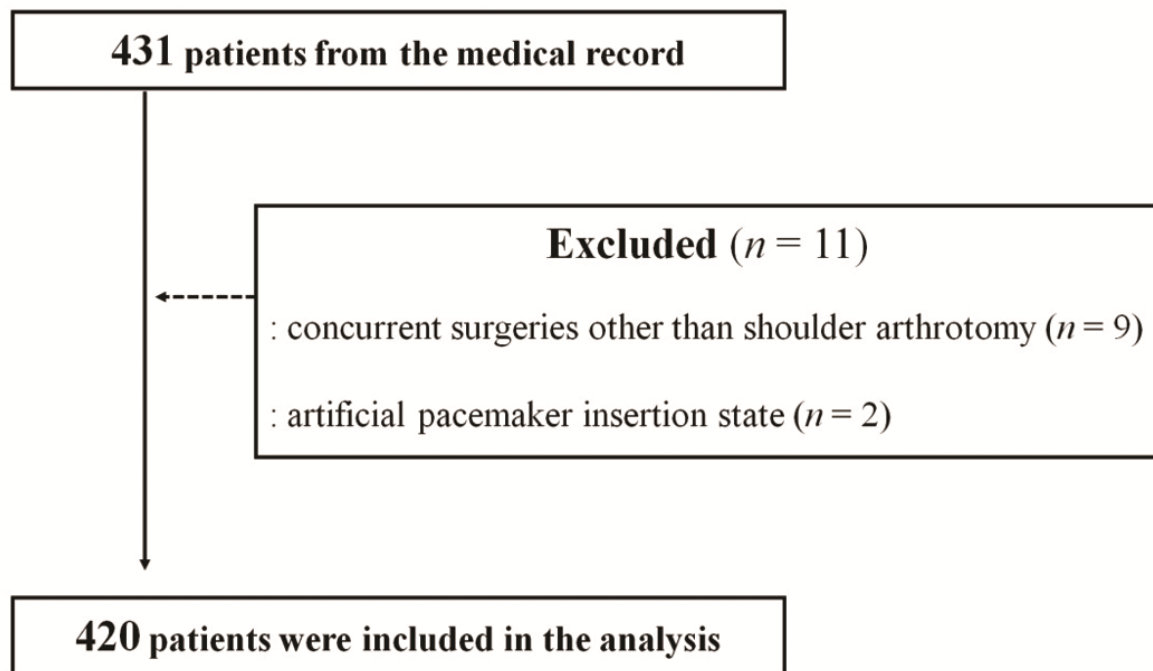 431 patients from the medical record
Excluded (n = 11)
: concurrent surgeries other than shoulder arthrotomy (n = 9)
: artificial pacemaker insertion state (n = 2)
420 patients were included in the analysis